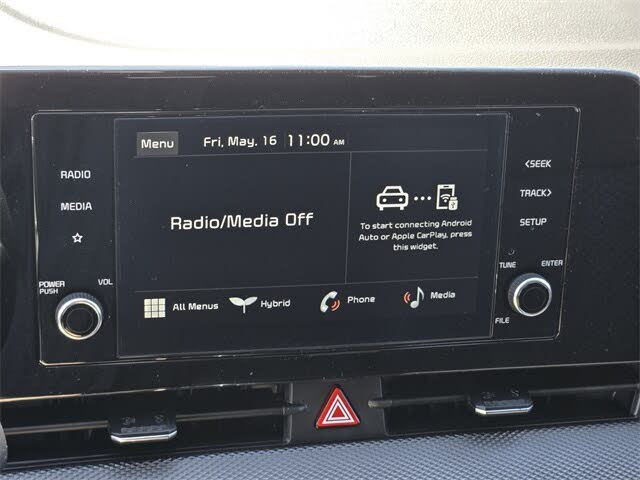 Menu
Fri, May. 16 11:00 AM
RADIO
MEDIA
POWER
PUSH
VOL
Radio/Media Off
To start connecting Android
Auto or Apple CarPlay, press
this widget.
All Menus
Hybrid
Phone
Media
<SEEK
TRACK>
SETUP
TUNE
ENTER
FILE